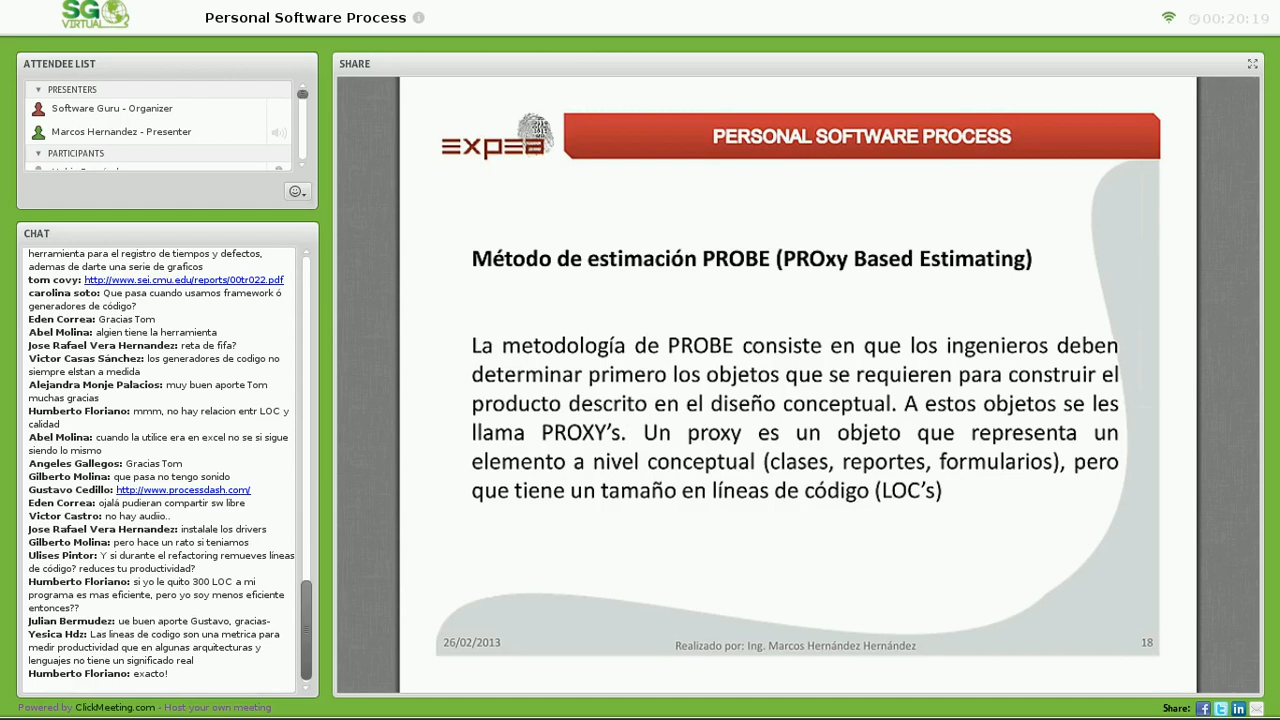 SG
VIRTUAL
Personal Software Process
00:20:19
ATTENDEE LIST
PRESENTERS
Software Guru - Organizer
Marcos Hernandez - Presenter
PARTICIPANTS
CHAT
herramienta para el registro de tiempos y defectos,
ademas de darte una serie de graficos
tom covy: http://www.sei.cmu.edu/reports/00tr022.pdf
carolina soto: Que pasa cuando usamos framework ó
generadores de código?
Eden Correa: Gracias Tom
Abel Molina: algien tiene la herramienta
Jose Rafael Vera Hernandez: reta de fifa?
Victor Casas Sánchez: los generadores de codigo no
siempre elstan a medida
Alejandra Monje Palacios: muy buen aporte Tom
muchas gracias
Humberto Floriano: mmm, no hay relacion entr LOC y
calidad
Abel Molina: cuando la utilice era en excel no se si sigue
siendo lo mismo
Angeles Gallegos: Gracias Tom
Gilberto Molina: que pasa no tengo sonido
Gustavo Cedillo: http://www.processdash.com/
Eden Correa: ojalá pudieran compartir sw libre
Victor Castro: no hay audiio..
Jose Rafael Vera Hernandez: instalale los drivers
Gilberto Molina: pero hace un rato si teniamos
Ulises Pintor: Y si durante el refactoring remueves líneas
de código? reduces tu productividad?
Humberto Floriano: si yo le quito 300 LOC a mi
programa es mas eficiente, pero yo soy menos eficiente
entonces??
Julian Bermudez: ue buen aporte Gustavo, gracias-
Yesica Hdz: Las lineas de codigo son una metrica para
medir productividad que en algunas arquitecturas y
lenguajes no tiene un significado real
Humberto Floriano: exacto!
SHARE
expea
PERSONAL SOFTWARE PROCESS
Método de estimación PROBE (PROxy Based Estimating)
La metodología de PROBE consiste en que los ingenieros deben
determinar primero los objetos que se requieren para construir el
producto descrito en el diseño conceptual. A estos objetos se les
llama PROXY’s. Un proxy es un objeto que representa un
elemento a nivel conceptual (clases, reportes, formularios), pero
que tiene un tamaño en líneas de código (LOC’s)
26/02/2013
Realizado por: Ing. Marcos Hernández Hernández
18
Powered by ClickMeeting.com - Host your own meeting
Share: